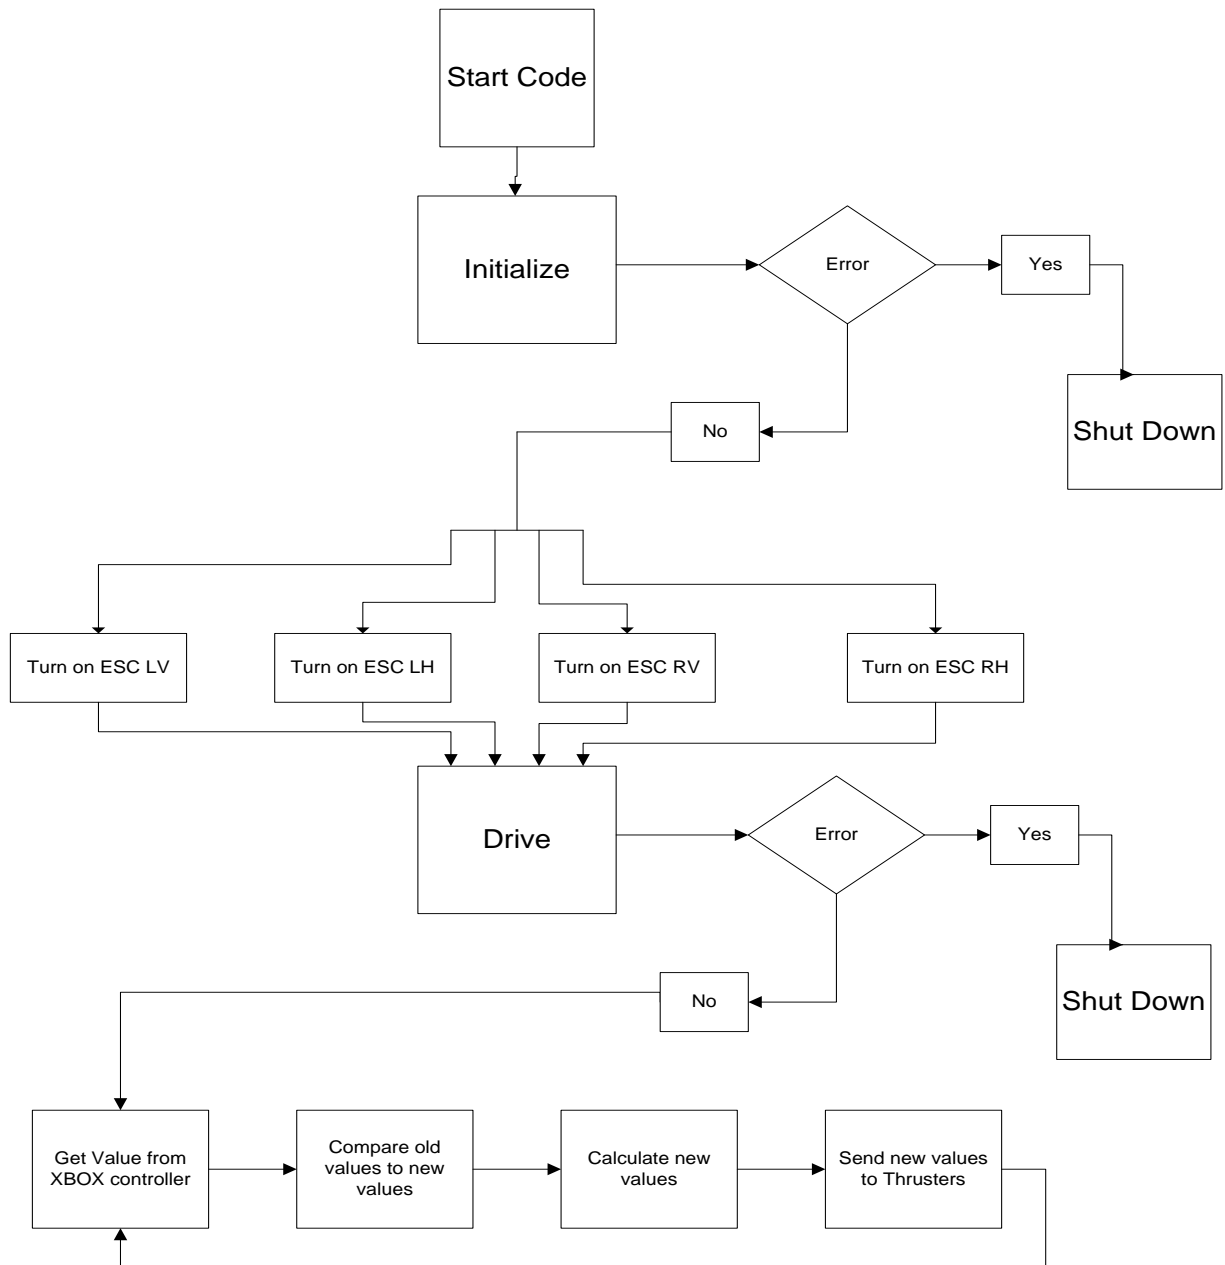 Start Code
Initialize
Error
Yes
No
Shut Down
Turn on ESC LV
Turn on ESC LH
Turn on ESC RV
Turn on ESC RH
Drive
Error
Yes
No
Shut Down
Get Value from
XBOX controller
Compare old
values to new
values
Calculate new
values
Send new values
to Thrusters